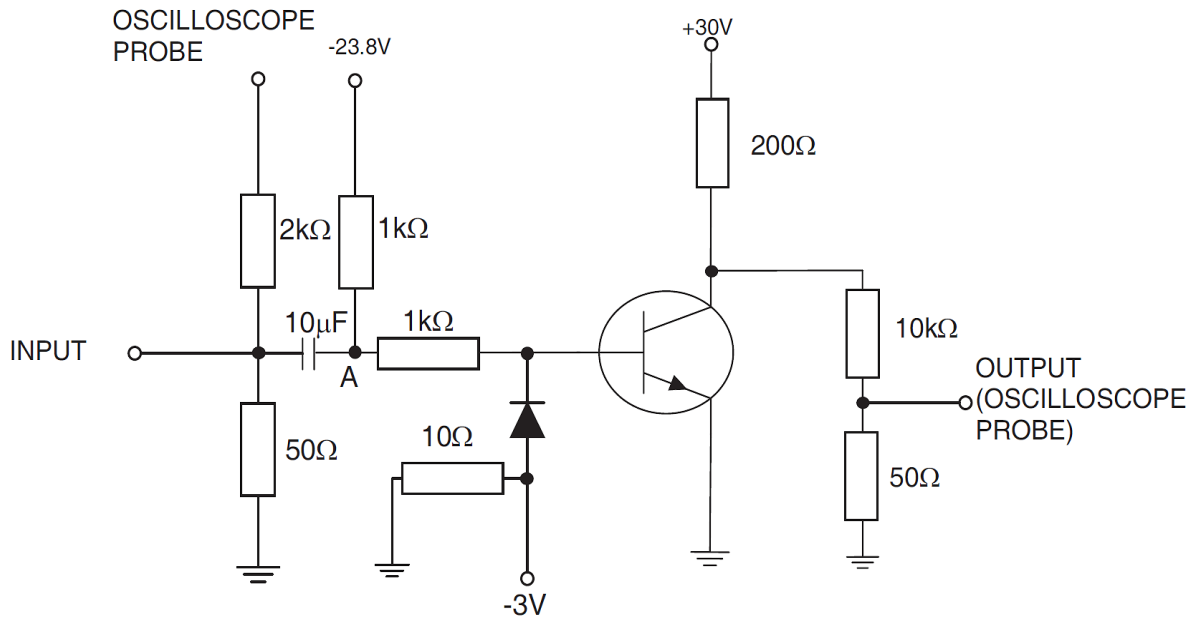 OSCILLOSCOPE
PROBE
-23.8V
+30V
200Ω
2kΩ
1kΩ
10μF
1kΩ
INPUT
A
10kΩ
OUTPUT
(OSCILLOSCOPE
PROBE)
10Ω
50Ω
50Ω
-3V